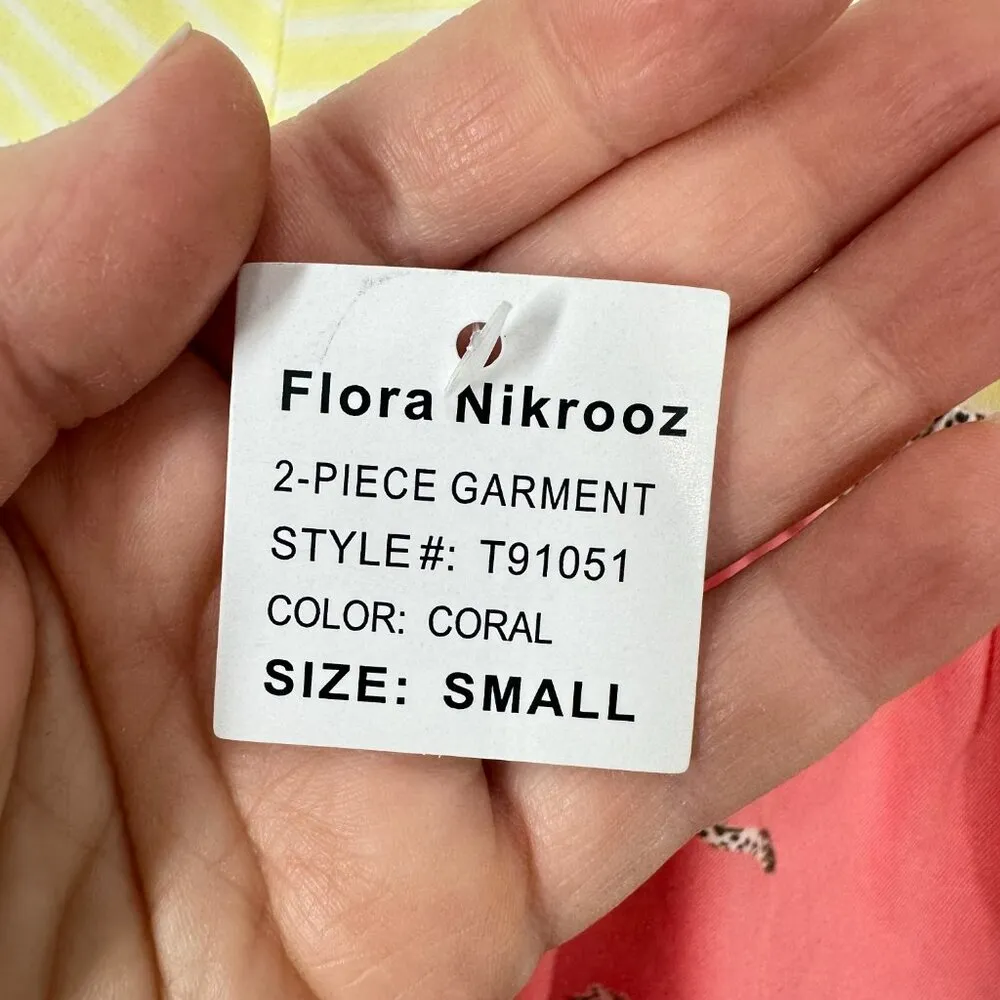 Flora Nikrooz
2-PIECE GARMENT
STYLE#: T91051
COLOR: CORAL
SIZE: SMALL